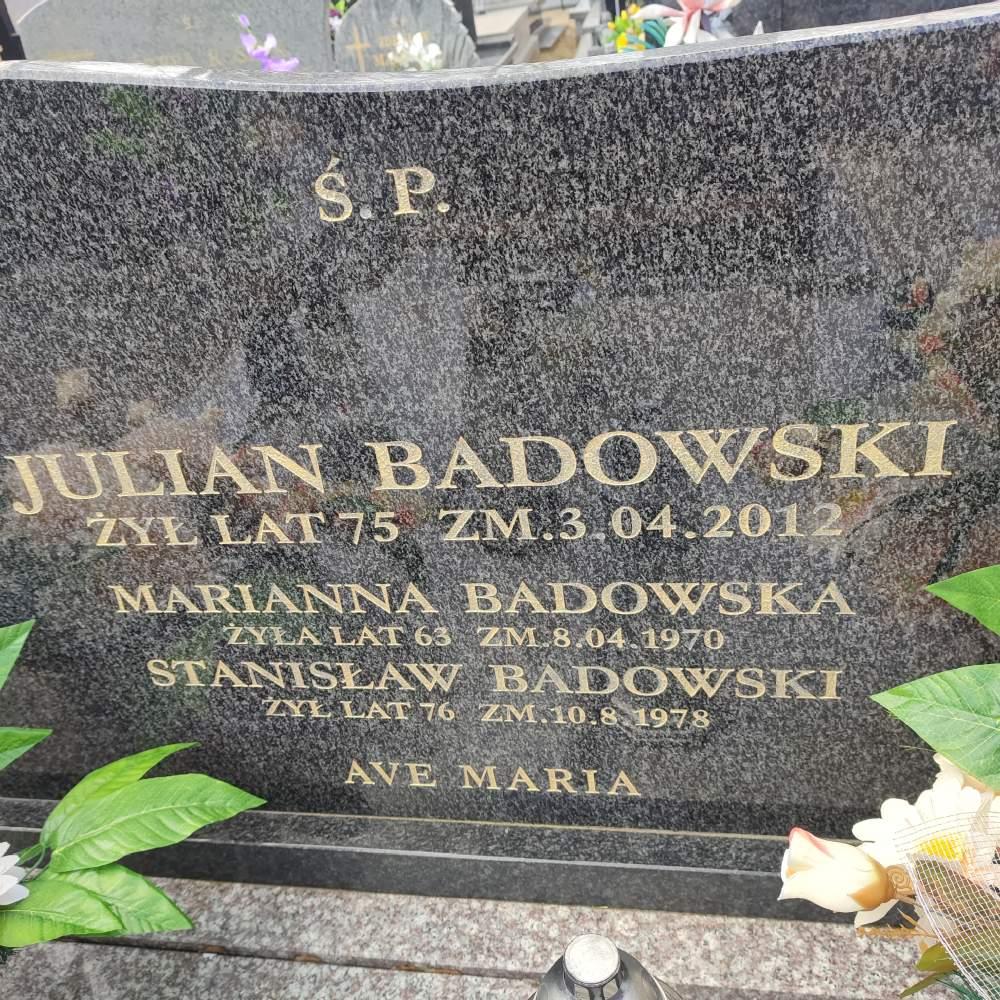 Ś. P.
JULIAN BADOWSKI
ŻYŁ LAT 75 ZM.3.04.2012
MARIANNA BADOWSKA
ŻYŁA LAT 63 ZM.8.04.1970
STANISŁAW BADOWSKI
ŻYŁ LAT 76 ZM.10.8.1978
AVE MARIA